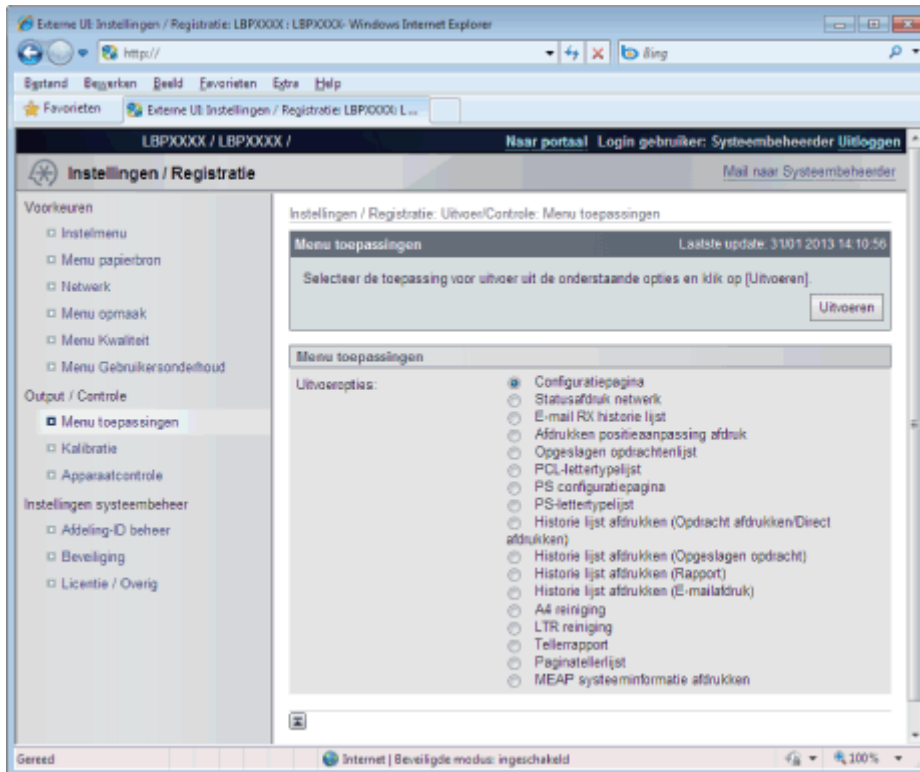 Externe UI: Instellingen / Registratie: LBPXXXX : LBPXXXX- Windows Internet Explorer
http://
Bing
Bestand Bewerken Beeld Favorieten Extra Help
Favorieten
Externe UI: Instellingen / Registratie: LBPXXXX: L...
LBPXXXX / LBPXXXX /
Naar portaal Login gebruiker: Systeembeheerder Uitloggen
Instellingen / Registratie
Mail naar Systeembeheerder
Voorkeuren
Instelmenu
Menu papierbron
Netwerk
Menu opmaak
Menu Kwaliteit
Menu Gebruikersonderhoud
Output / Controle
Menu toepassingen
Kalibratie
Apparaatcontrole
Instellingen systeembeheer
Afdeling-ID beheer
Beveiliging
Licentie / Overig
Instellingen / Registratie: Uitvoer/Controle: Menu toepassingen
Menu toepassingen
Laatste update: 31/01 2013 14:10:56
Selecteer de toepassing voor uitvoer uit de onderstaande opties en klik op [Uitvoeren].
Uitvoeren
Menu toepassingen
Uitvoeropties:
Configuratiepagina
Statusafdruk netwerk
E-mail RX historie lijst
Afdrukken positieaanpassing afdruk
Opgeslagen opdrachtenlijst
PCL-lettertypelijst
PS configuratiepagina
PS-lettertypelijst
Historie lijst afdrukken (Opdracht afdrukken/Direct
afdrukken)
Historie lijst afdrukken (Opgeslagen opdracht)
Historie lijst afdrukken (Rapport)
Historie lijst afdrukken (E-mailafdruk)
A4 reiniging
LTR reiniging
Tellerrapport
Paginatellerlijst
MEAP systeeminformatie afdrukken
Gereed
Internet | Beveiligde modus: ingeschakeld
100%